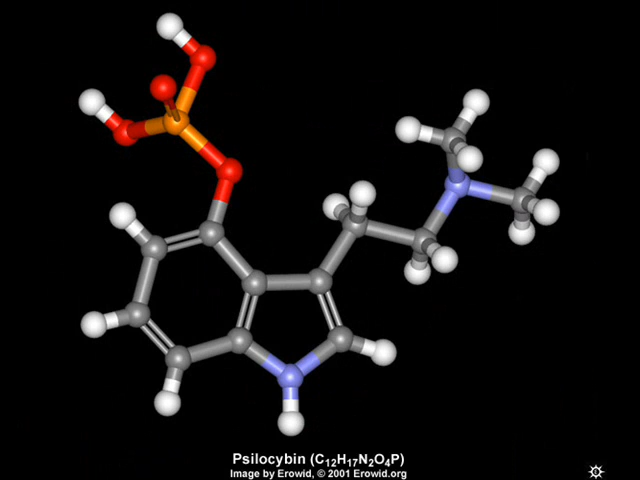 Psilocybin (C₁₂H₁₇N₂O₄P)
Image by Erowid, © 2001 Erowid.org